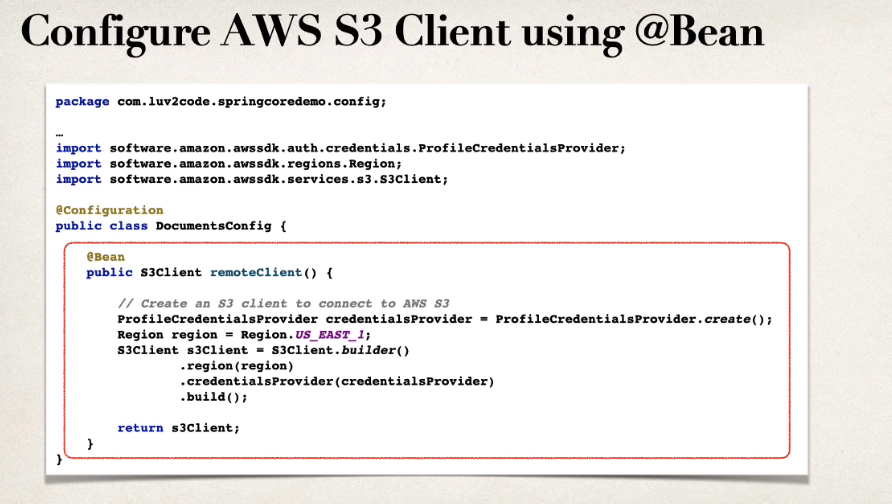 Configure AWS S3 Client using @Bean
package com.luv2code.springcoredemo.config;
…
import software.amazon.awssdk.auth.credentials.ProfileCredentialsProvider;
import software.amazon.awssdk.regions.Region;
import software.amazon.awssdk.services.s3.S3Client;
@Configuration
public class DocumentsConfig {
@Bean
public S3Client remoteClient() {
// Create an S3 client to connect to AWS S3
ProfileCredentialsProvider credentialsProvider = ProfileCredentialsProvider.create();
Region region = Region.US_EAST_1;
S3Client s3Client = S3Client.builder()
.region(region)
.credentialsProvider(credentialsProvider)
.build();
return s3Client;
}
}